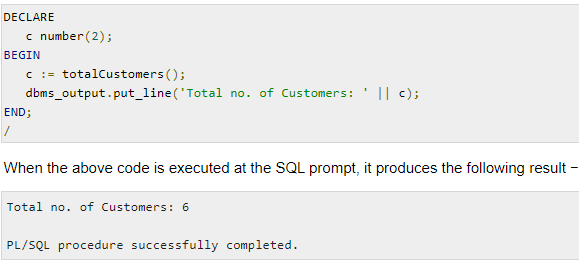 DECLARE
   c number(2);
BEGIN
   c := totalCustomers();
   dbms_output.put_line('Total no. of Customers: ' || c);
END;
/
When the above code is executed at the SQL prompt, it produces the following result −
Total no. of Customers: 6
PL/SQL procedure successfully completed.